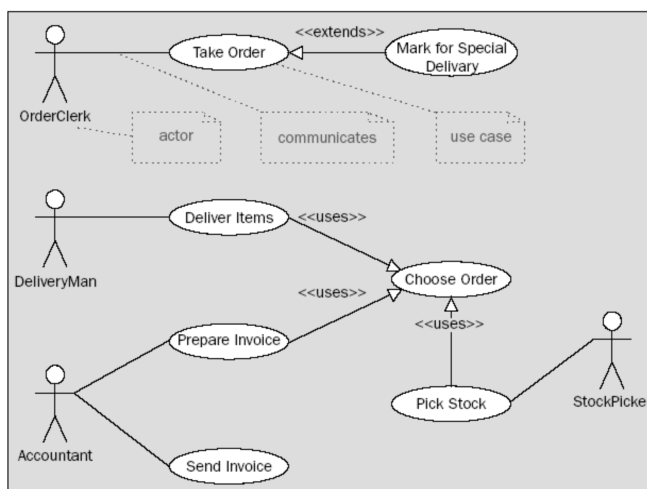 <<extends>>
Take Order
Mark for Special
Delivary
OrderClerk
actor
communicates
use case
Deliver Items
<<uses>>
DeliveryMan
Choose Order
<<uses>>
Prepare Invoice
<<uses>>
Pick Stock
StockPicke
Accountant
Send Invoice